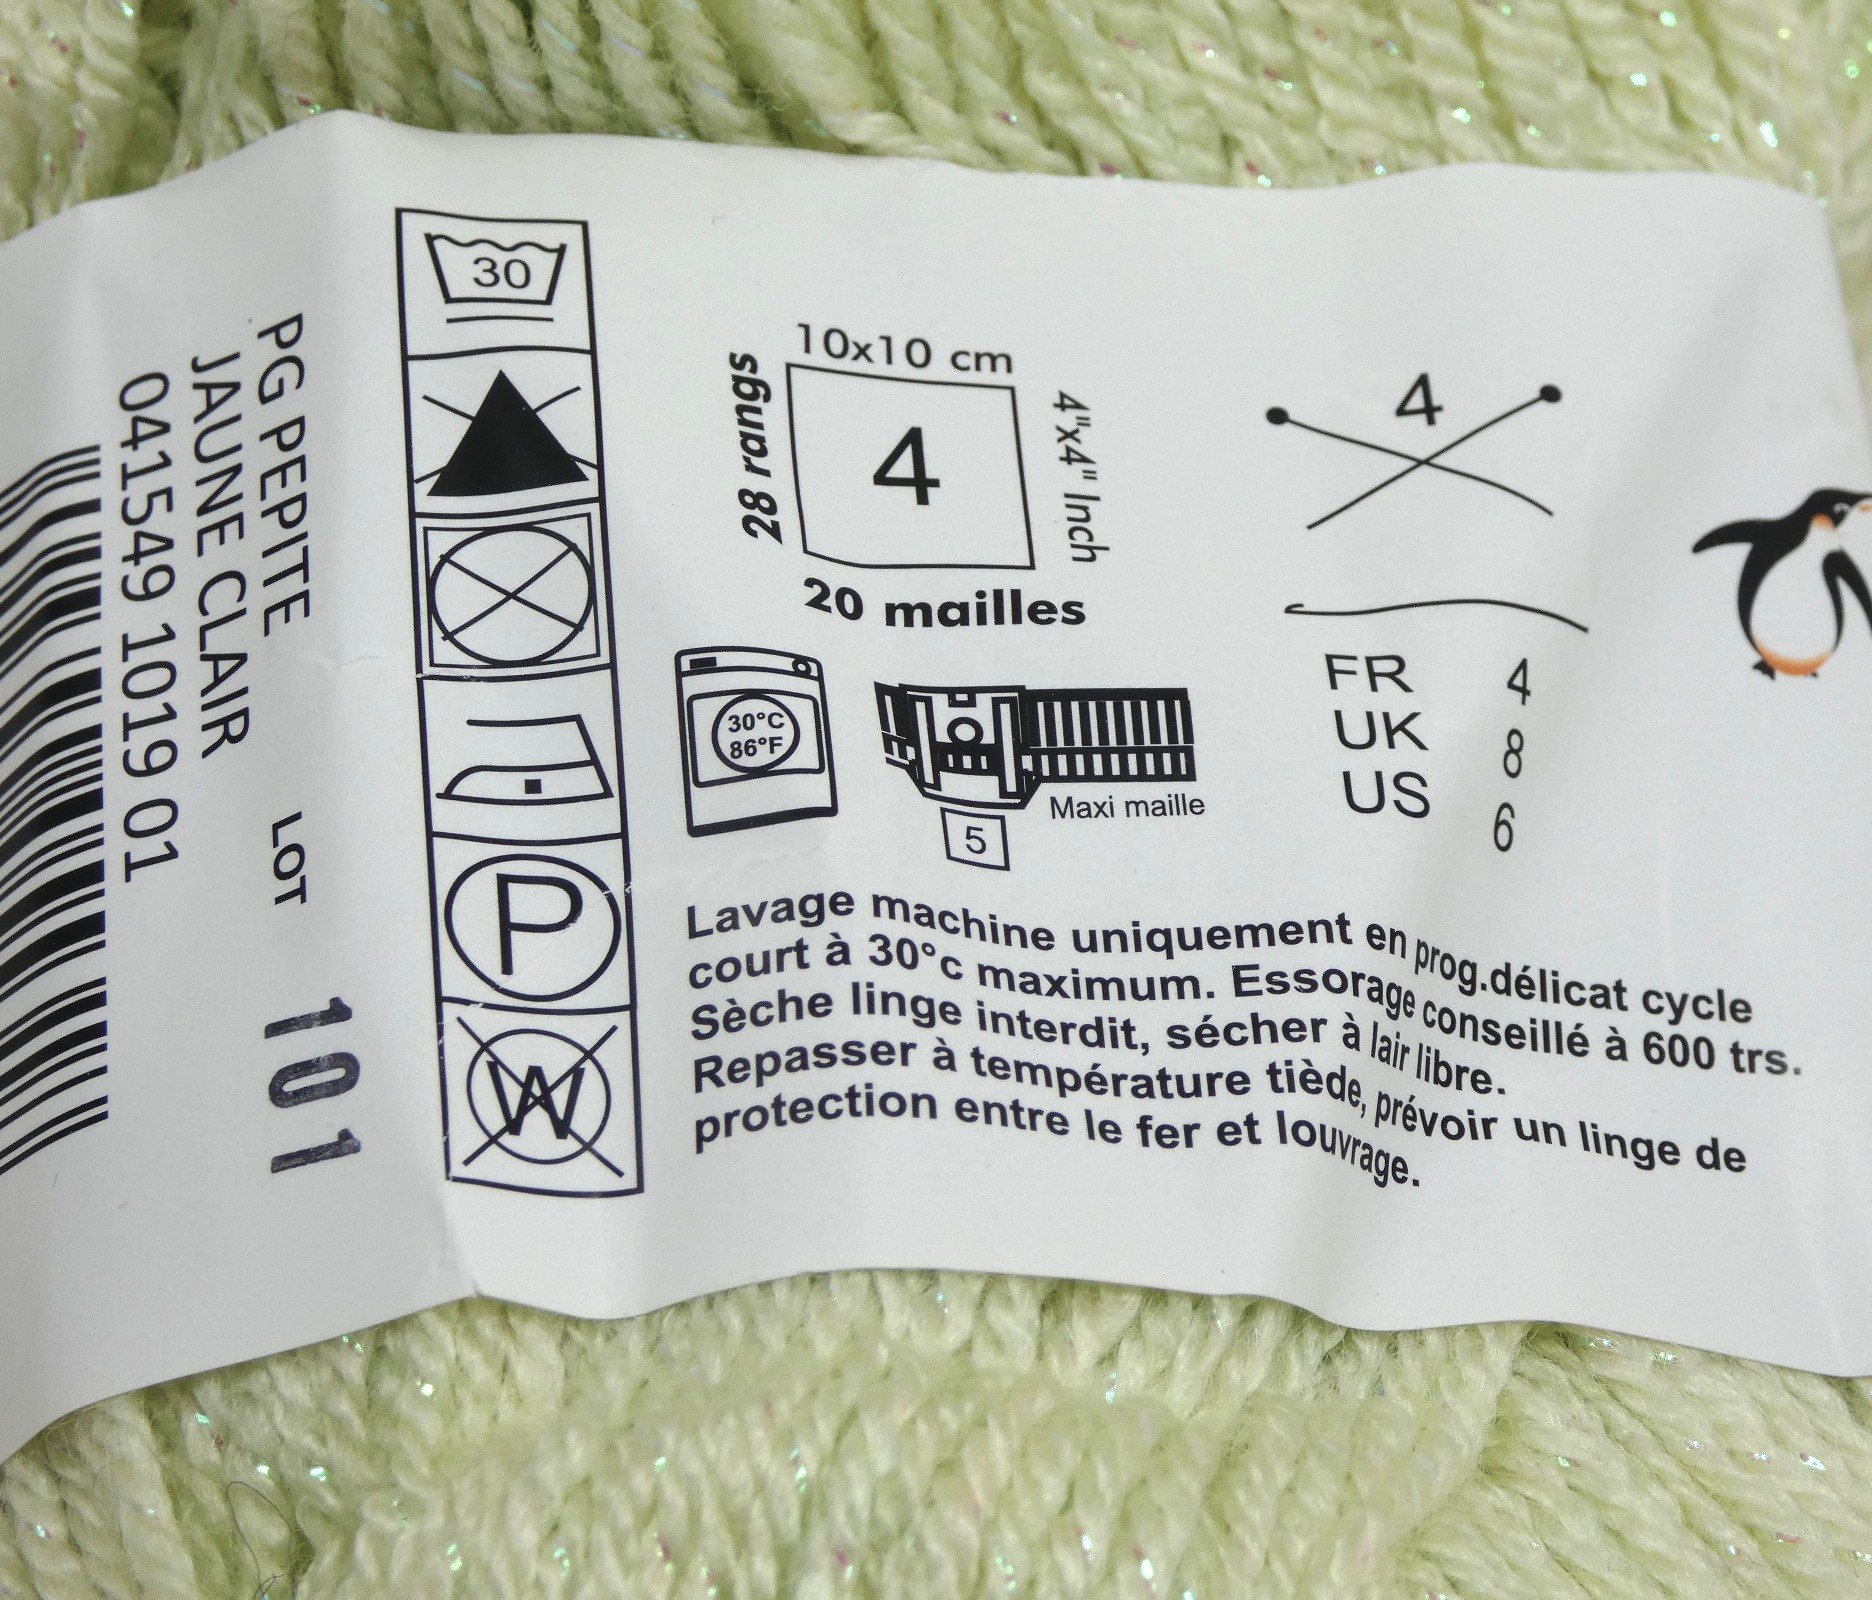 PG PEPITE
JAUNE CLAIR
041549 1019 01
LOT
101
30
P
W
10x10 cm
28 rangs
4
4"x4" Inch
20 mailles
4
30°C
86°F
5
Maxi maille
FR 4
UK 8
US 6
Lavage machine uniquement en prog.délicat cycle
court à 30°c maximum. Essorage conseillé à 600 trs.
Sèche linge interdit, sécher à lair libre.
Repasser à température tiède, prévoir un linge de
protection entre le fer et louvrage.